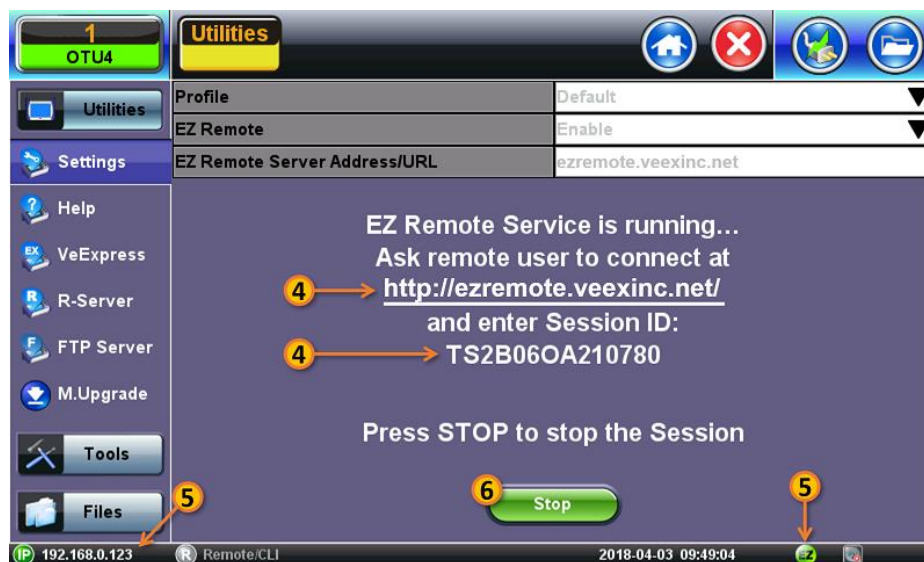 1
OTU4
Utilities
Utilities
Settings
Help
EX
VeExpress
R
R-Server
F
FTP Server
M.Upgrade
Tools
Files
Profile
Default
EZ Remote
Enable
EZ Remote Server Address/URL
ezremote.veexinc.net
EZ Remote Service is running...
Ask remote user to connect at
4
http://ezremote.veexinc.net/
and enter Session ID:
4
TS2B06OA210780
Press STOP to stop the Session
6
Stop
5
5
IP 192.168.0.123
R Remote/CLI
2018-04-03 09:49:04
EZ